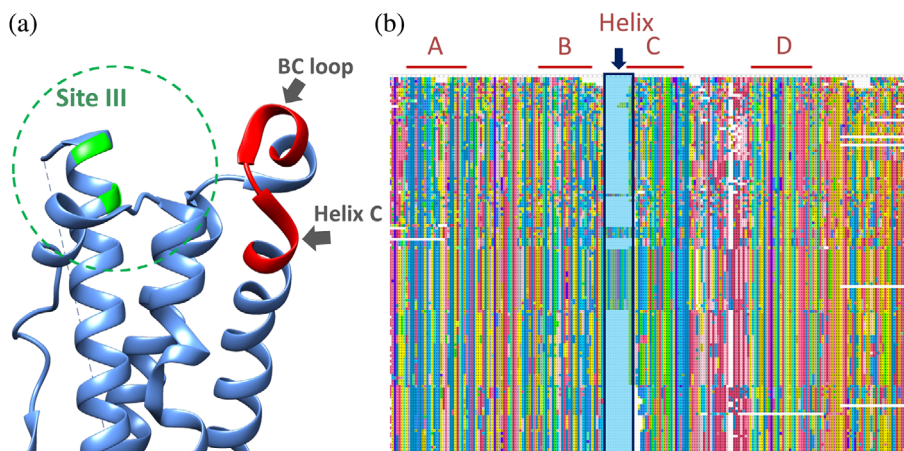 (a)
BC loop
Site III
Helix C
(b)
Helix
A B C D